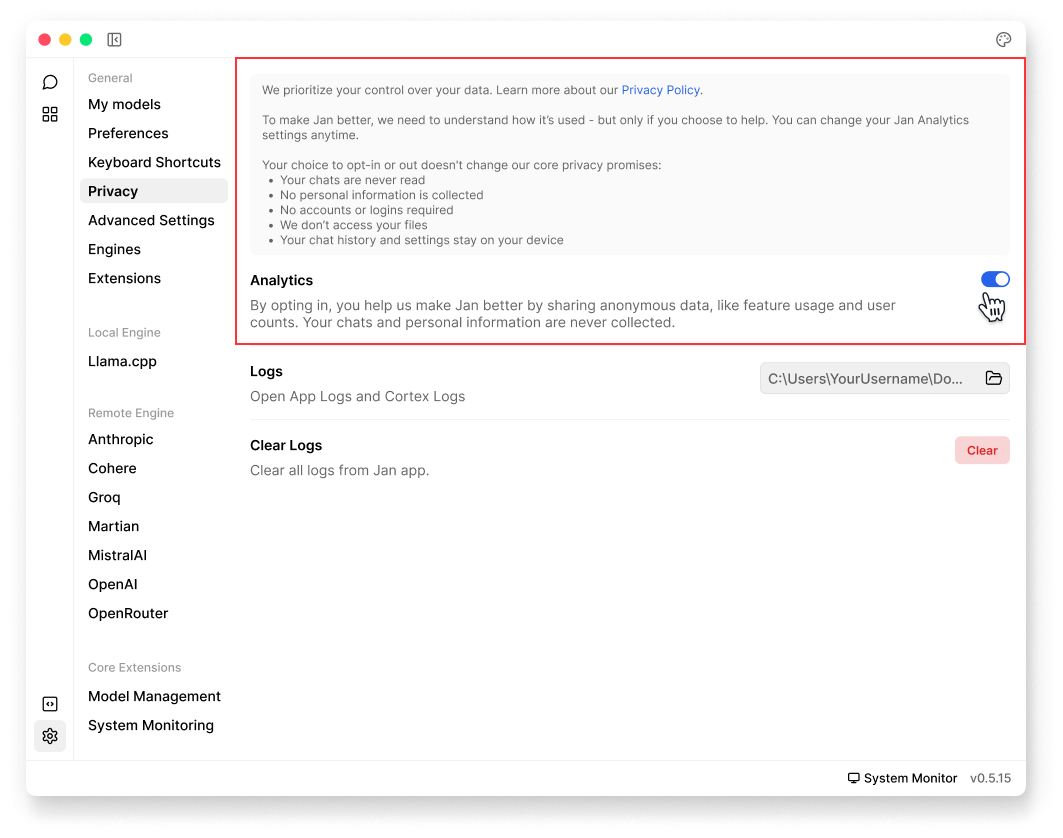 General
My models
Preferences
Keyboard Shortcuts
Privacy
Advanced Settings
Engines
Extensions
Local Engine
Llama.cpp
Remote Engine
Anthropic
Cohere
Groq
Martian
MistralAI
OpenAI
OpenRouter
Core Extensions
Model Management
System Monitoring
We prioritize your control over your data. Learn more about our Privacy Policy.
To make Jan better, we need to understand how it’s used - but only if you choose to help. You can change your Jan Analytics
settings anytime.
Your choice to opt-in or out doesn't change our core privacy promises:
• Your chats are never read
• No personal information is collected
• No accounts or logins required
• We don’t access your files
• Your chat history and settings stay on your device
Analytics
By opting in, you help us make Jan better by sharing anonymous data, like feature usage and user
counts. Your chats and personal information are never collected.
Logs
Open App Logs and Cortex Logs
C:\Users\YourUsername\Do...
Clear Logs
Clear all logs from Jan app.
Clear
System Monitor v0.5.15